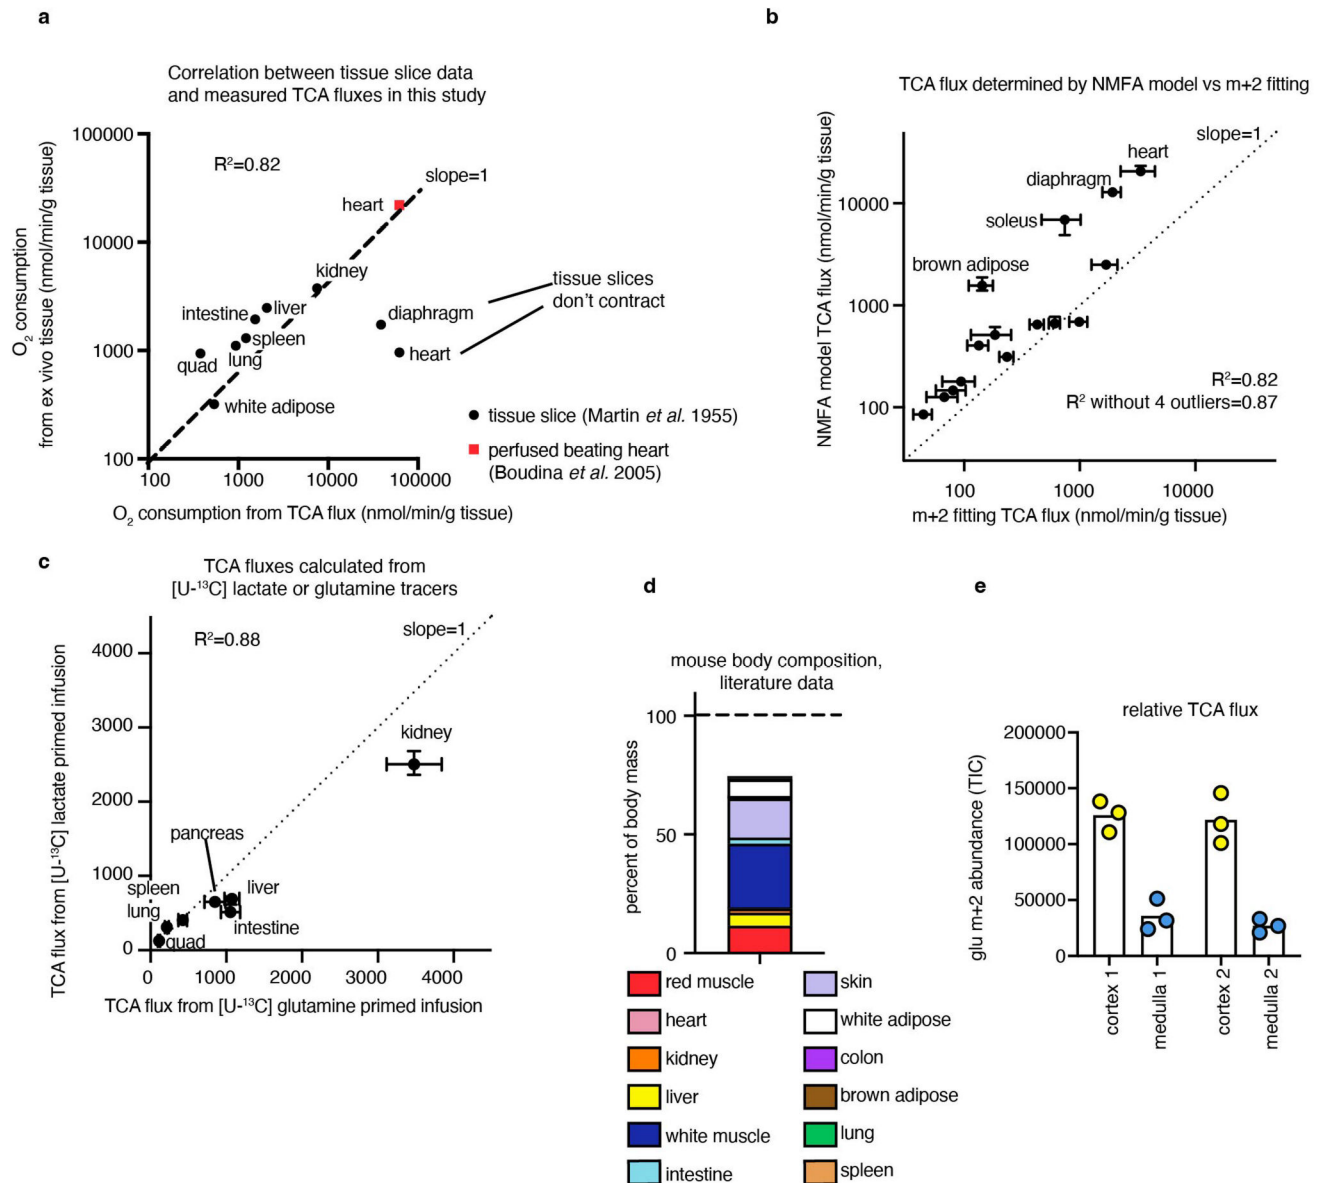 a
Correlation between tissue slice data
and measured TCA fluxes in this study
O2 consumption
from ex vivo tissue (nmol/min/g tissue)
100000
10000
1000
100
R²=0.82
slope=1
heart
kidney
intestine
liver
spleen
lung
quad
white adipose
diaphragm
heart
tissue slices
don't contract
tissue slice (Martin et al. 1955)
perfused beating heart
(Boudina et al. 2005)
100
1000
10000
100000
O2 consumption from TCA flux (nmol/min/g tissue)
b
TCA flux determined by NMFA model vs m+2 fitting
NMFA model TCA flux (nmol/min/g tissue)
10000
1000
100
slope=1
heart
diaphragm
soleus
brown adipose
R²=0.82
R² without 4 outliers=0.87
100
1000
10000
m+2 fitting TCA flux (nmol/min/g tissue)
c
TCA fluxes calculated from
[U-¹³C] lactate or glutamine tracers
TCA flux from [U-¹³C] lactate primed infusion
4000
3000
2000
1000
0
R²=0.88
slope=1
kidney
pancreas
spleen
liver
lung
intestine
quad
0
1000
2000
3000
4000
TCA flux from [U-¹³C] glutamine primed infusion
d
mouse body composition,
literature data
percent of body mass
100
50
0
red muscle
heart
kidney
liver
white muscle
intestine
skin
white adipose
colon
brown adipose
lung
spleen
e
relative TCA flux
glu m+2 abundance (TIC)
200000
150000
100000
50000
0
cortex 1
medulla 1
cortex 2
medulla 2